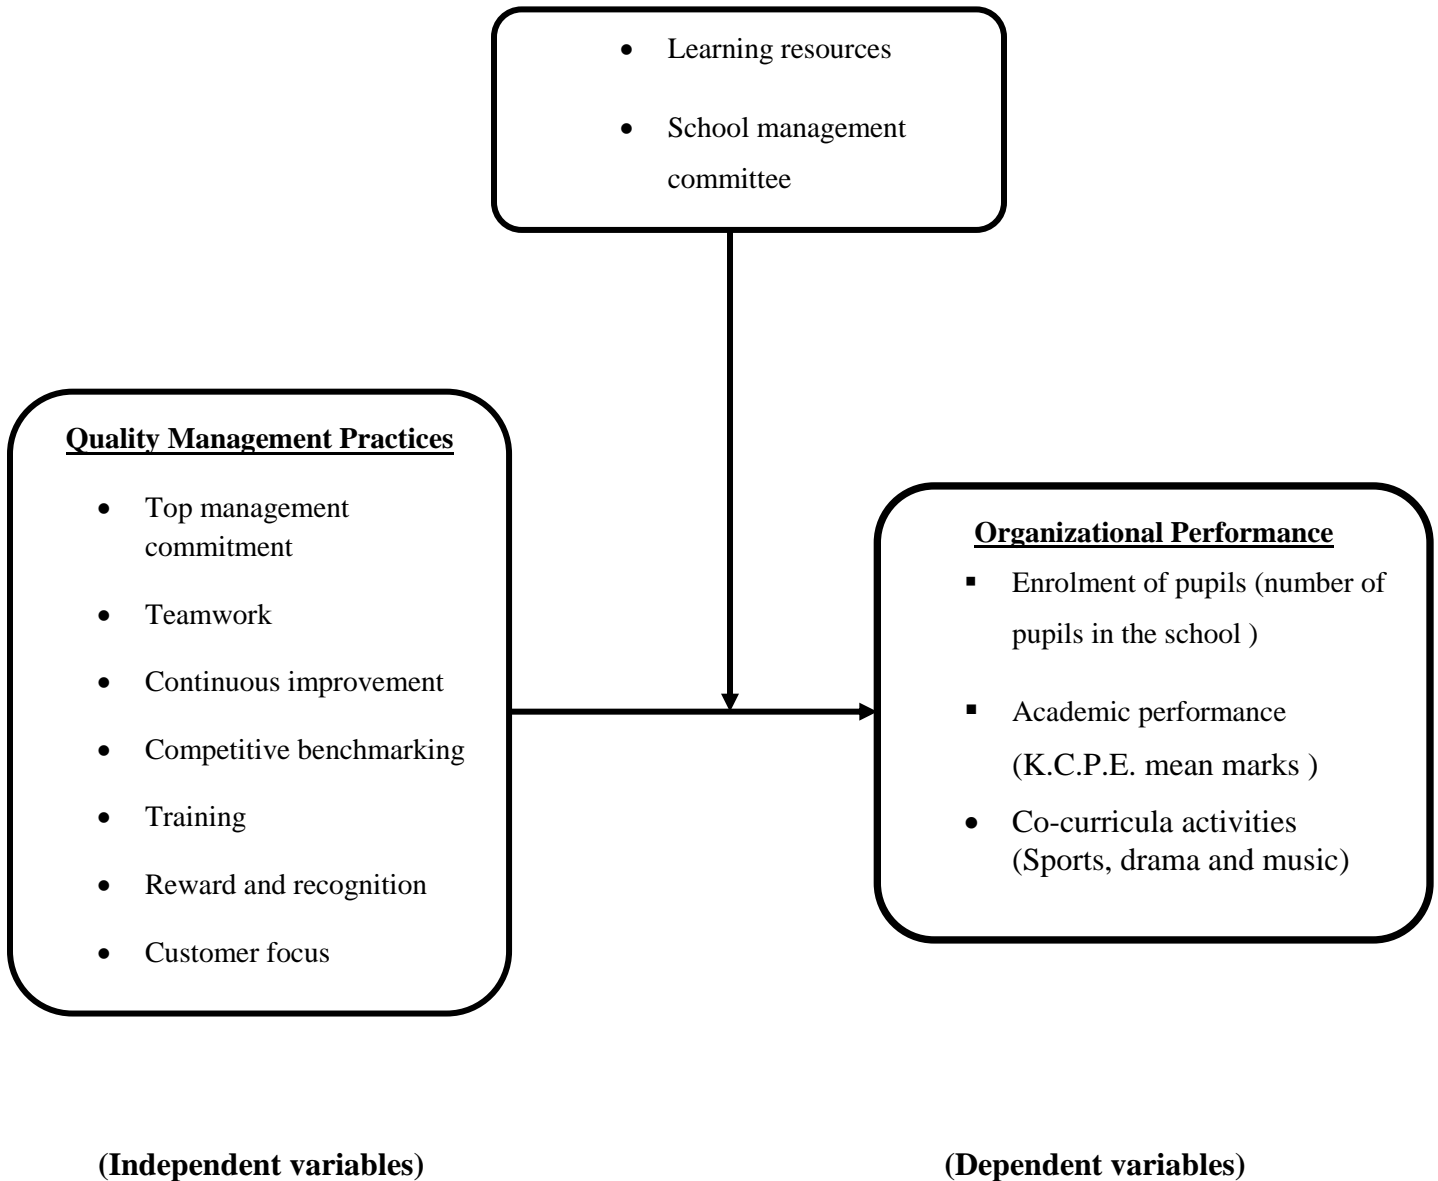 • Learning resources
• School management
committee
Quality Management Practices
• Top management
commitment
• Teamwork
• Continuous improvement
• Competitive benchmarking
• Training
• Reward and recognition
• Customer focus
Organizational Performance
▪ Enrolment of pupils (number of
pupils in the school )
▪ Academic performance
(K.C.P.E. mean marks )
• Co-curricula activities
(Sports, drama and music)
(Independent variables)
(Dependent variables)